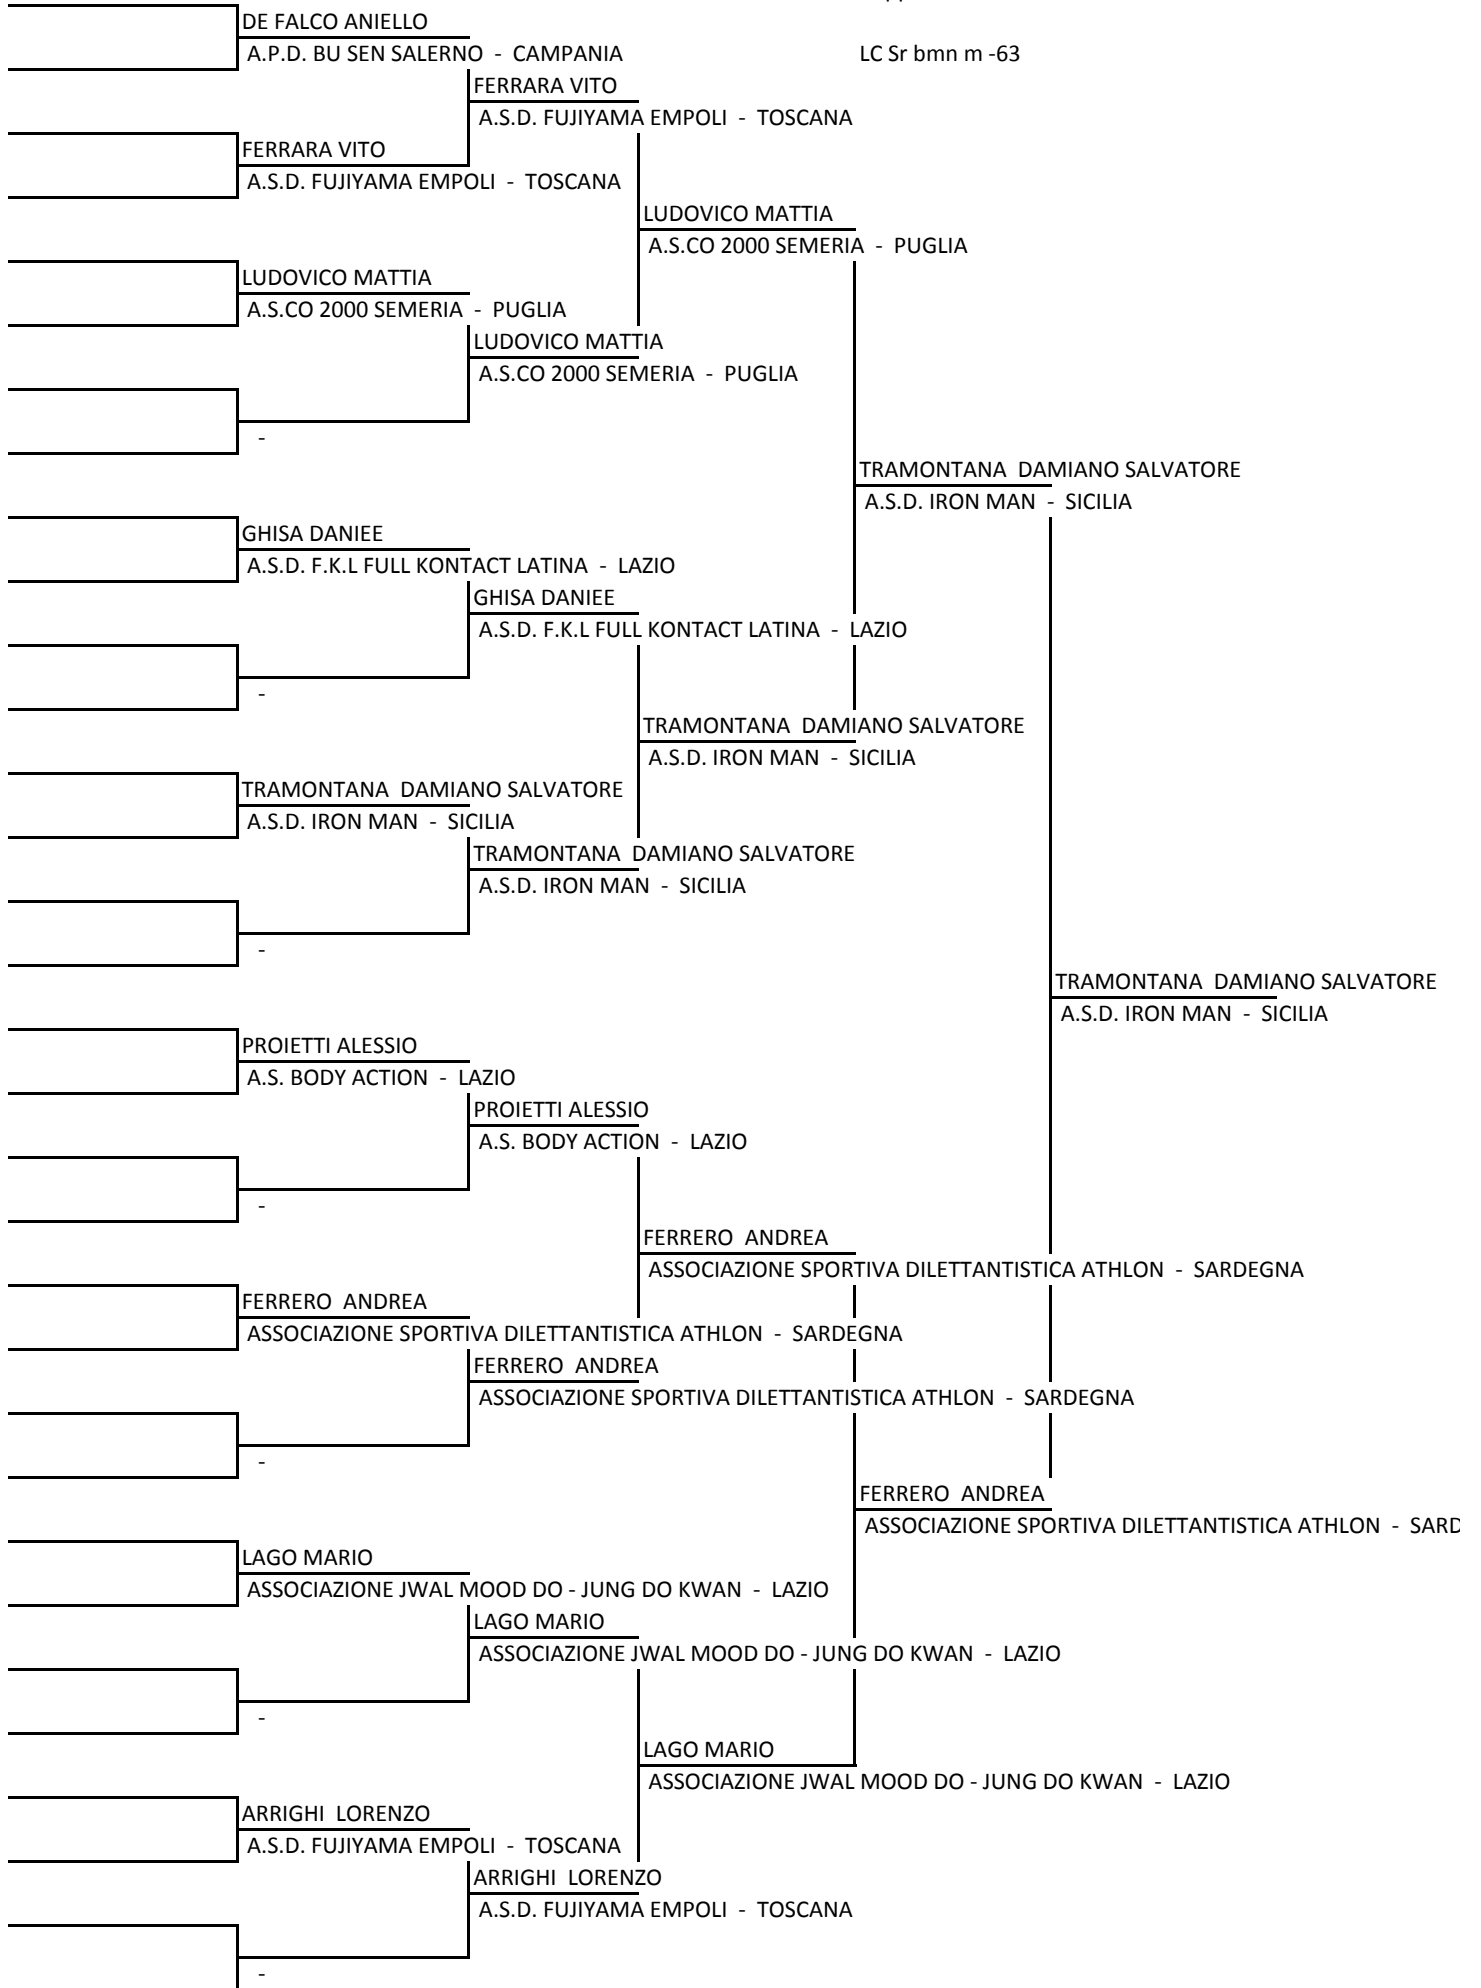 DE FALCO ANIELLO
A.P.D. BU SEN SALERNO - CAMPANIA
LC Sr bmn m -63
FERRARA VITO
A.S.D. FUJIYAMA EMPOLI - TOSCANA
FERRARA VITO
A.S.D. FUJIYAMA EMPOLI - TOSCANA
LUDOVICO MATTIA
A.S.CO 2000 SEMERIA - PUGLIA
LUDOVICO MATTIA
A.S.CO 2000 SEMERIA - PUGLIA
LUDOVICO MATTIA
A.S.CO 2000 SEMERIA - PUGLIA
-
TRAMONTANA DAMIANO SALVATORE
A.S.D. IRON MAN - SICILIA
GHISA DANIEE
A.S.D. F.K.L FULL KONTACT LATINA - LAZIO
GHISA DANIEE
A.S.D. F.K.L FULL KONTACT LATINA - LAZIO
-
TRAMONTANA DAMIANO SALVATORE
A.S.D. IRON MAN - SICILIA
TRAMONTANA DAMIANO SALVATORE
A.S.D. IRON MAN - SICILIA
TRAMONTANA DAMIANO SALVATORE
A.S.D. IRON MAN - SICILIA
-
TRAMONTANA DAMIANO SALVATORE
A.S.D. IRON MAN - SICILIA
PROIETTI ALESSIO
A.S. BODY ACTION - LAZIO
PROIETTI ALESSIO
A.S. BODY ACTION - LAZIO
-
FERRERO ANDREA
ASSOCIAZIONE SPORTIVA DILETTANTISTICA ATHLON - SARDEGNA
FERRERO ANDREA
ASSOCIAZIONE SPORTIVA DILETTANTISTICA ATHLON - SARDEGNA
FERRERO ANDREA
ASSOCIAZIONE SPORTIVA DILETTANTISTICA ATHLON - SARDEGNA
-
FERRERO ANDREA
ASSOCIAZIONE SPORTIVA DILETTANTISTICA ATHLON - SARD
LAGO MARIO
ASSOCIAZIONE JWAL MOOD DO - JUNG DO KWAN - LAZIO
LAGO MARIO
ASSOCIAZIONE JWAL MOOD DO - JUNG DO KWAN - LAZIO
-
LAGO MARIO
ASSOCIAZIONE JWAL MOOD DO - JUNG DO KWAN - LAZIO
ARRIGHI LORENZO
A.S.D. FUJIYAMA EMPOLI - TOSCANA
ARRIGHI LORENZO
A.S.D. FUJIYAMA EMPOLI - TOSCANA
-